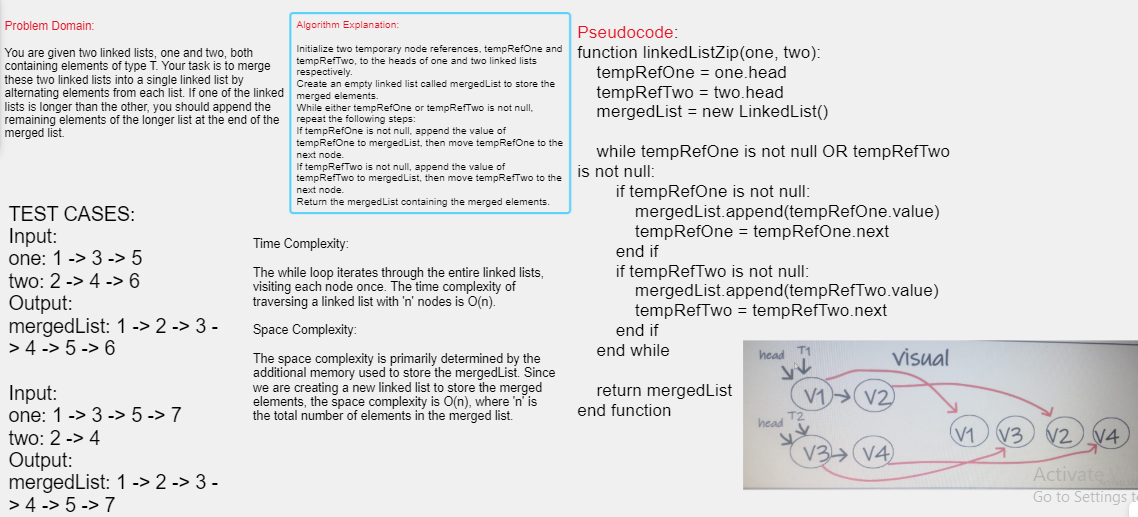 Problem Domain:
You are given two linked lists, one and two, both
containing elements of type T. Your task is to merge
these two linked lists into a single linked list by
alternating elements from each list. If one of the linked
lists is longer than the other, you should append the
remaining elements of the longer list at the end of the
merged list.
TEST CASES:
Input:
one: 1 -> 3 -> 5
two: 2 -> 4 -> 6
Output:
mergedList: 1 -> 2 -> 3 -
> 4 -> 5 -> 6
Input:
one: 1 -> 3 -> 5 -> 7
two: 2 -> 4
Output:
mergedList: 1 -> 2 -> 3 -
> 4 -> 5 -> 7
Algorithm Explanation:
Initialize two temporary node references, tempRefOne and
tempRefTwo, to the heads of one and two linked lists
respectively.
Create an empty linked list called mergedList to store the
merged elements.
While either tempRefOne or tempRefTwo is not null,
repeat the following steps:
If tempRefOne is not null, append the value of
tempRefOne to mergedList, then move tempRefOne to the
next node.
If tempRefTwo is not null, append the value of
tempRefTwo to mergedList, then move tempRefTwo to the
next node.
Return the mergedList containing the merged elements.
Time Complexity:
The while loop iterates through the entire linked lists,
visiting each node once. The time complexity of
traversing a linked list with 'n' nodes is O(n).
Space Complexity:
The space complexity is primarily determined by the
additional memory used to store the mergedList. Since
we are creating a new linked list to store the merged
elements, the space complexity is O(n), where 'n' is
the total number of elements in the merged list.
Pseudocode:
function linkedListZip(one, two):
tempRefOne = one.head
tempRefTwo = two.head
mergedList = new LinkedList()
while tempRefOne is not null OR tempRefTwo
is not null:
if tempRefOne is not null:
mergedList.append(tempRefOne.value)
tempRefOne = tempRefOne.next
end if
if tempRefTwo is not null:
mergedList.append(tempRefTwo.value)
tempRefTwo = tempRefTwo.next
end if
end while
return mergedList
end function
head T1 visual
V1 V2
head T2
V1 V3 V2 V4
V3 V4
Activate
Go to Settings t